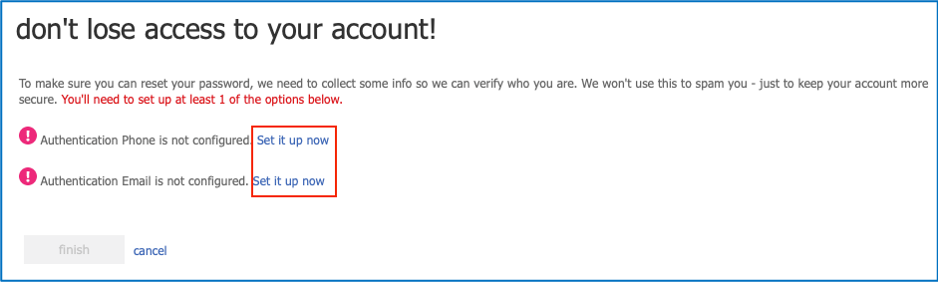 don't lose access to your account!
To make sure you can reset your password, we need to collect some info so we can verify who you are. We won't use this to spam you - just to keep your account more
secure. You'll need to set up at least 1 of the options below.
! Authentication Phone is not configured. Set it up now
! Authentication Email is not configured. Set it up now
finish cancel